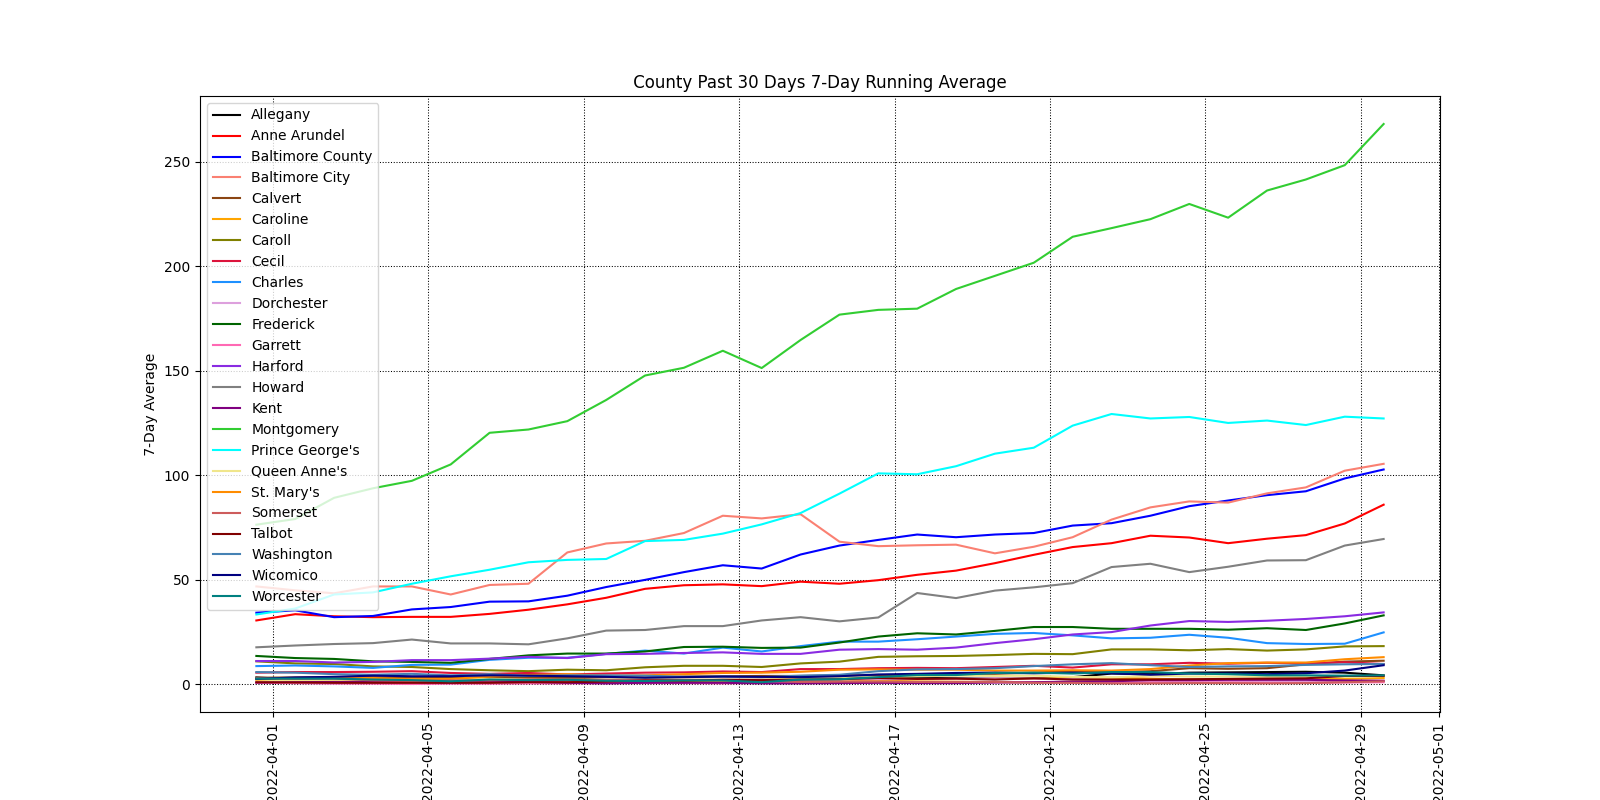 County Past 30 Days 7-Day Running Average
Allegany
Anne Arundel
Baltimore County
Baltimore City
Calvert
Caroline
Caroll
Cecil
Charles
Dorchester
Frederick
Garrett
Harford
Howard
Kent
Montgomery
Prince George's
Queen Anne's
St. Mary's
Somerset
Talbot
Washington
Wicomico
Worcester
7-Day Average
250
200
150
100
50
0
2022-04-01
2022-04-05
2022-04-09
2022-04-13
2022-04-17
2022-04-21
2022-04-25
2022-04-29
2022-05-01